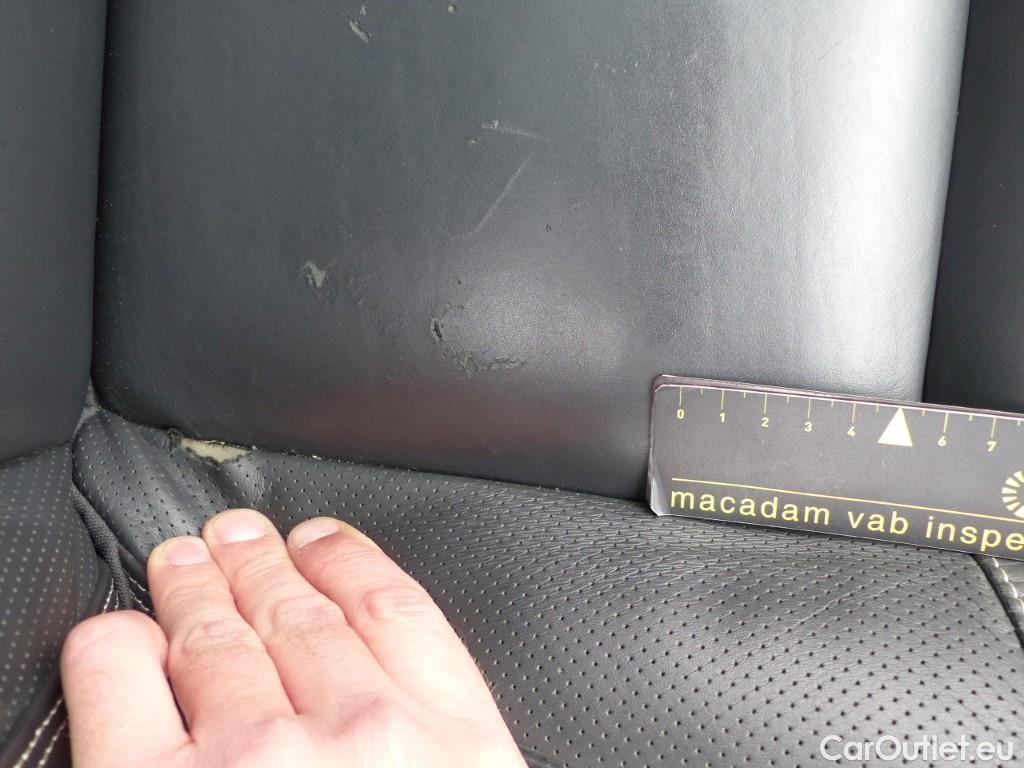 0 1 2 3 4 6 7
macadam vab inspe
CarOutlet.eu